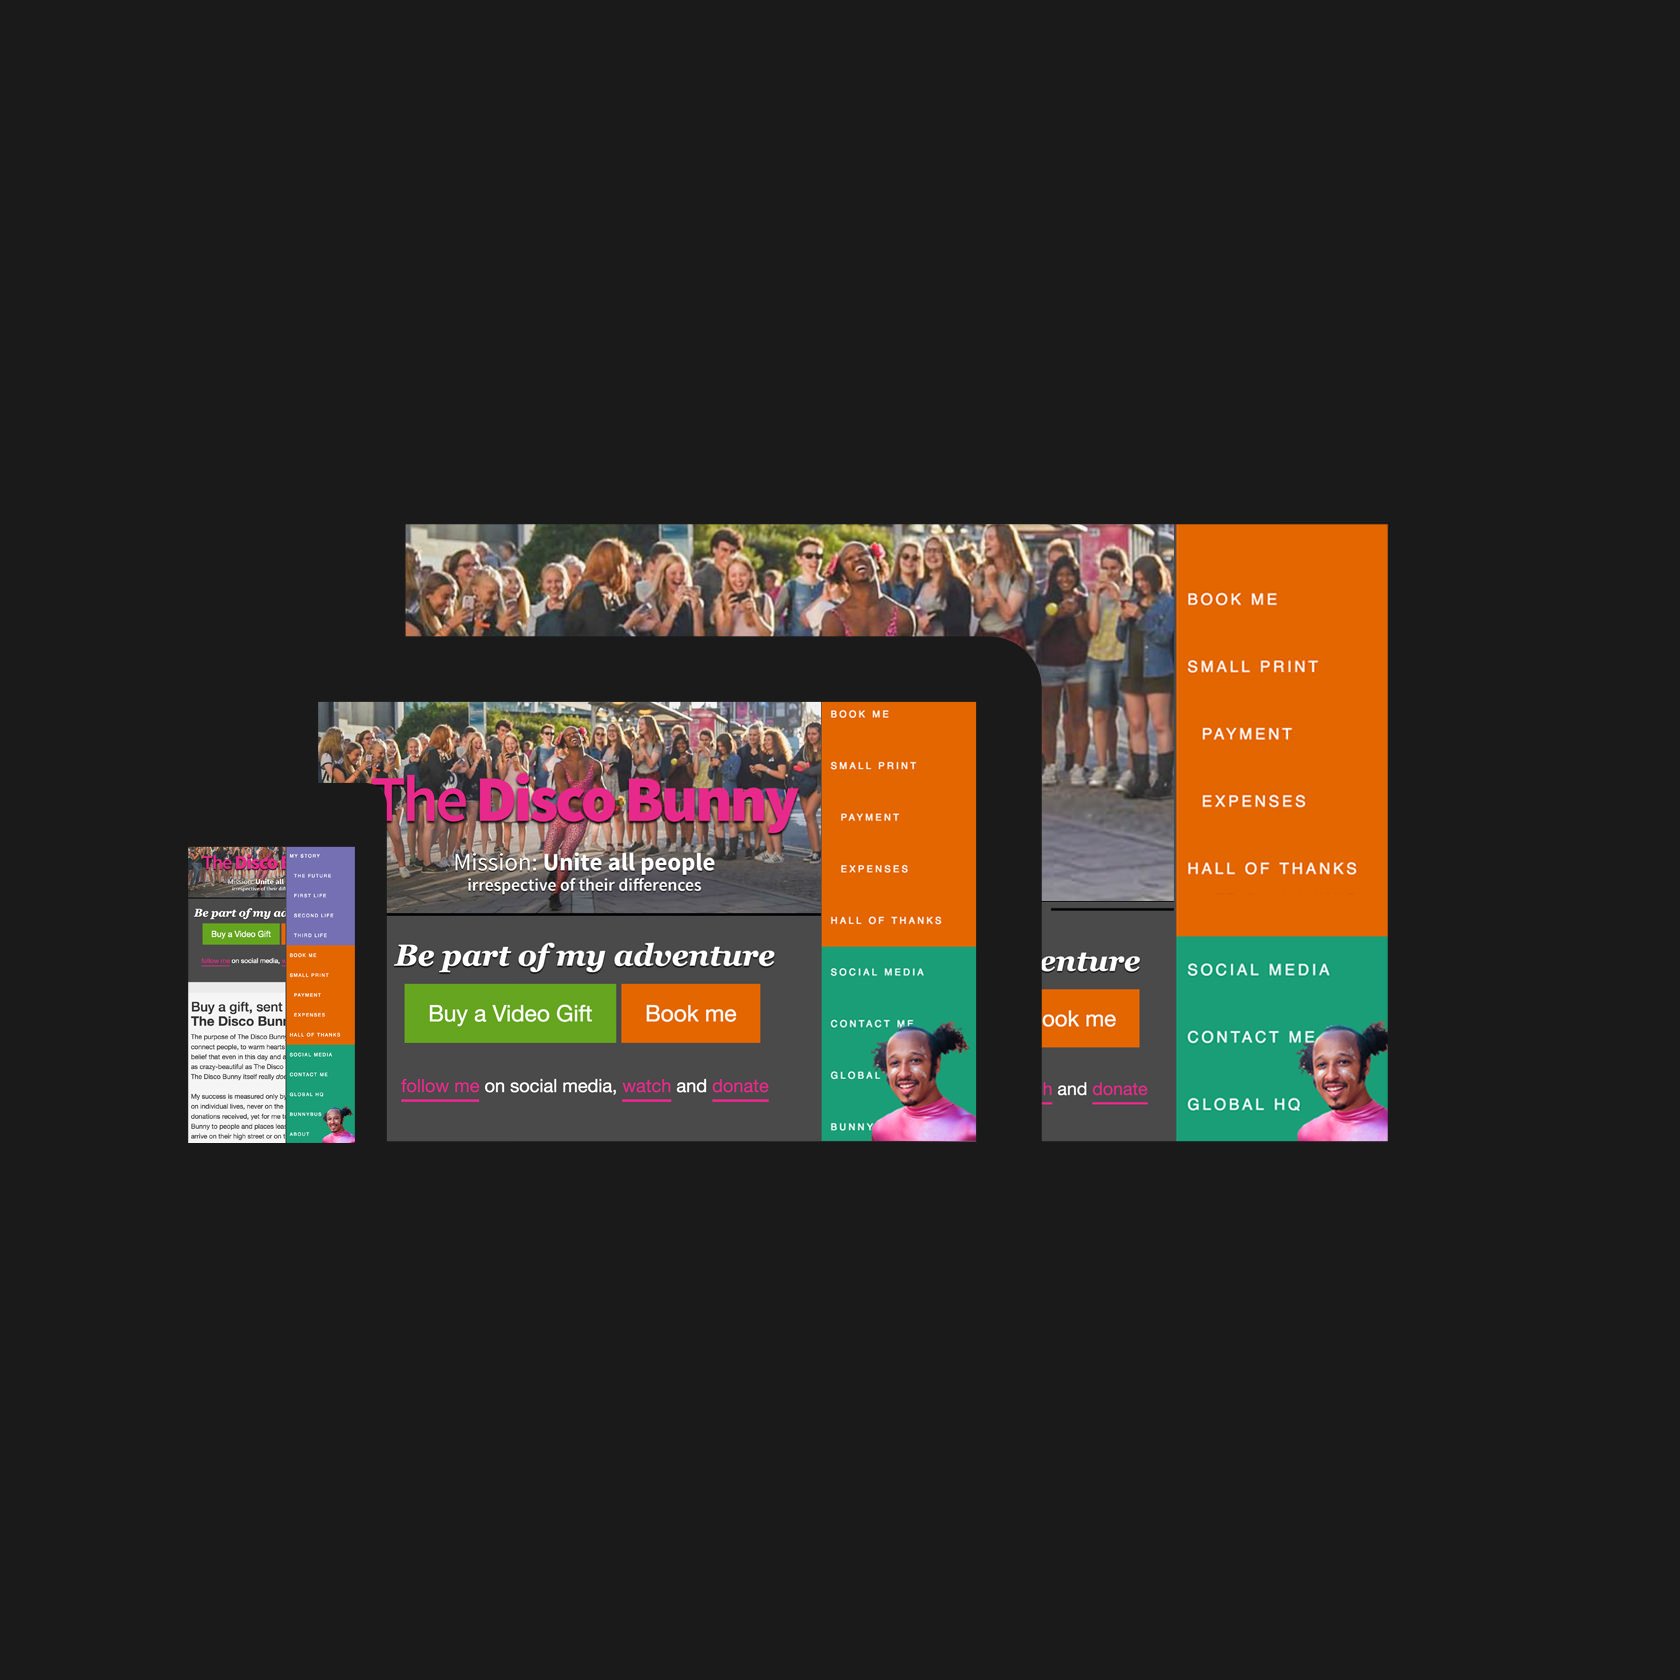 BOOK ME
SMALL PRINT
PAYMENT
EXPENSES
HALL OF THANKS
enture
ook me
h and donate
SOCIAL MEDIA
CONTACT ME
GLOBAL HQ
The Disco Bunny
Mission: Unite all people
irrespective of their differences
Be part of my adventure
Buy a Video Gift
Book me
follow me on social media, watch and donate
BOOK ME
SMALL PRINT
PAYMENT
EXPENSES
HALL OF THANKS
SOCIAL MEDIA
CONTACT ME
GLOBAL
BUNNY
The Disco
Mission: Unite all
irrespective of their diff
Be part of my ad
Buy a Video Gift
follow me on social media,
Buy a gift, sent
The Disco Bunn
The purpose of The Disco Bunny
connect people, to warm hearts
belief that even in this day and a
as crazy-beautiful as The Disco
The Disco Bunny itself really doe
My success is measured only by
on individual lives, never on the
donations received, yet for me to
Bunny to people and places leas
arrive on their high street or on t
MY STORY
THE FUTURE
FIRST LIFE
SECOND LIFE
THIRD LIFE
BOOK ME
SMALL PRINT
PAYMENT
EXPENSES
HALL OF THANKS
SOCIAL MEDIA
CONTACT ME
GLOBAL HQ
BUNNYBUS
ABOUT